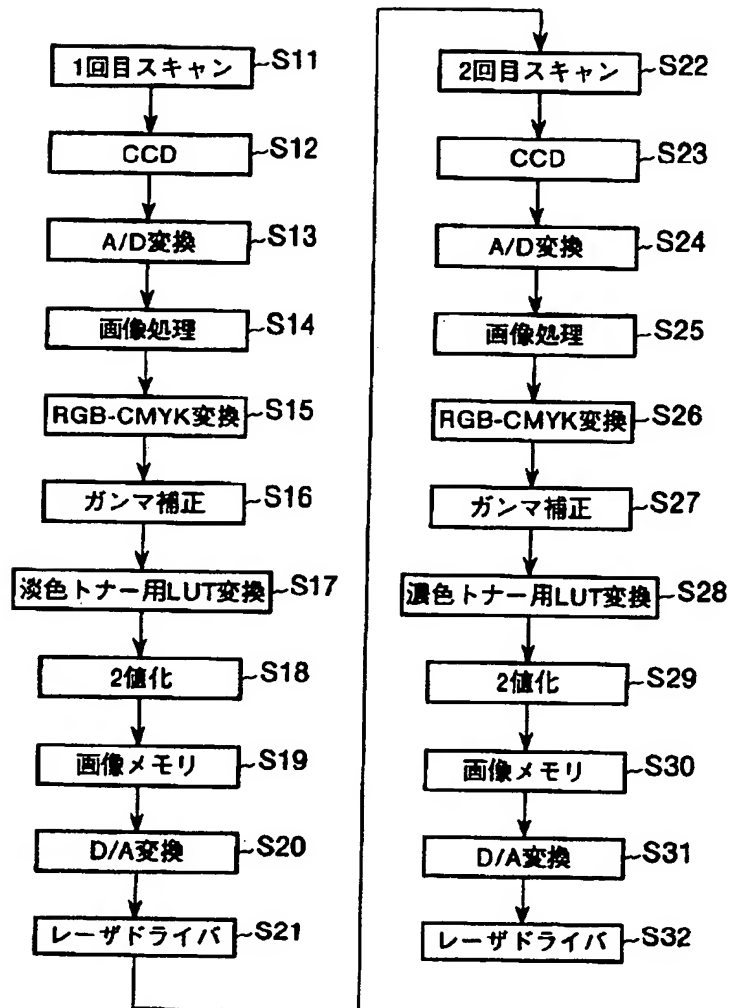 1回目スキャン S11
CCD S12
A/D変換 S13
画像処理 S14
RGB-CMYK変換 S15
ガンマ補正 S16
淡色トナー用LUT変換 S17
2値化 S18
画像メモリ S19
D/A変換 S20
レーザドライバ S21
2回目スキャン S22
CCD S23
A/D変換 S24
画像処理 S25
RGB-CMYK変換 S26
ガンマ補正 S27
濃色トナー用LUT変換 S28
2値化 S29
画像メモリ S30
D/A変換 S31
レーザドライバ S32